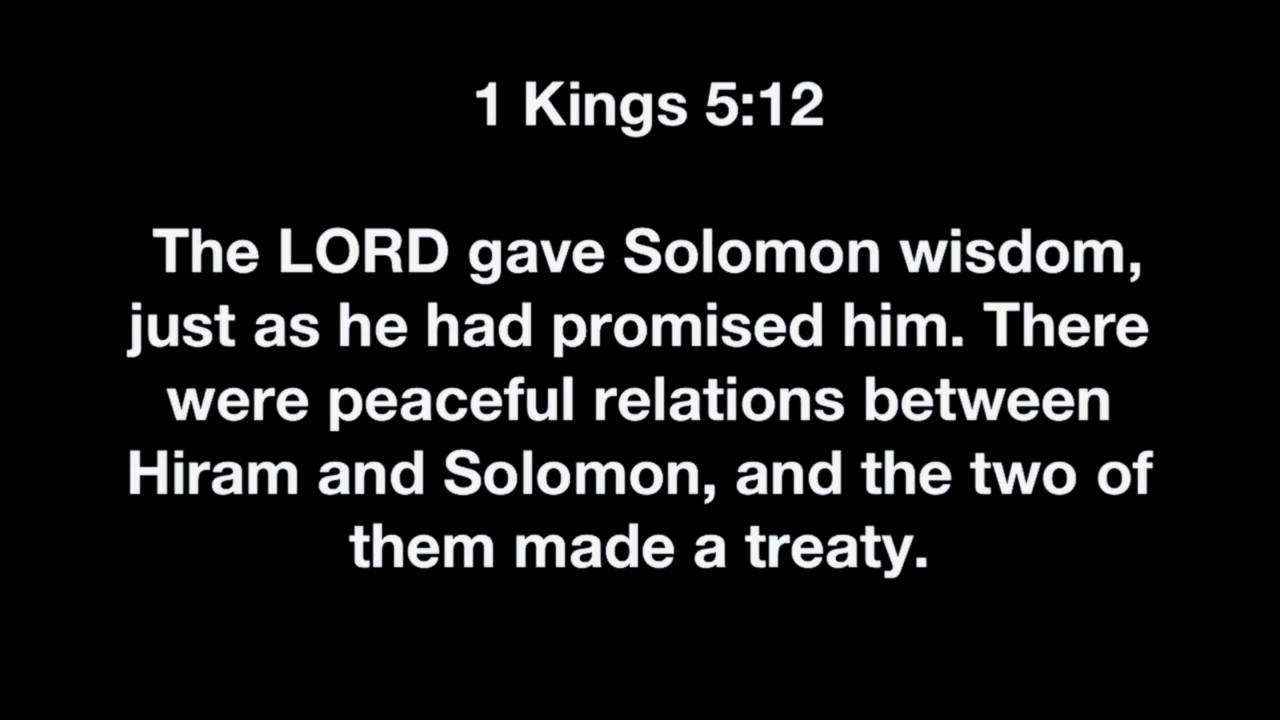 1 Kings 5:12
The LORD gave Solomon wisdom,
just as he had promised him. There
were peaceful relations between
Hiram and Solomon, and the two of
them made a treaty.